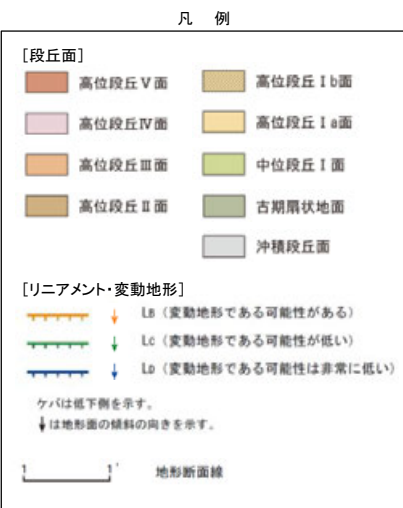 凡 例
[段丘面]
高位段丘Ⅴ面
高位段丘Ⅰb面
高位段丘Ⅳ面
高位段丘Ⅰa面
高位段丘Ⅲ面
中位段丘Ⅰ面
高位段丘Ⅱ面
古期扇状地面
沖積段丘面
[リニアメント・変動地形]
LB (変動地形である可能性がある)
LC (変動地形である可能性が低い)
LD (変動地形である可能性は非常に低い)
ケバは低下側を示す。
↓は地形面の傾斜の向きを示す。
1 1' 地形断面線